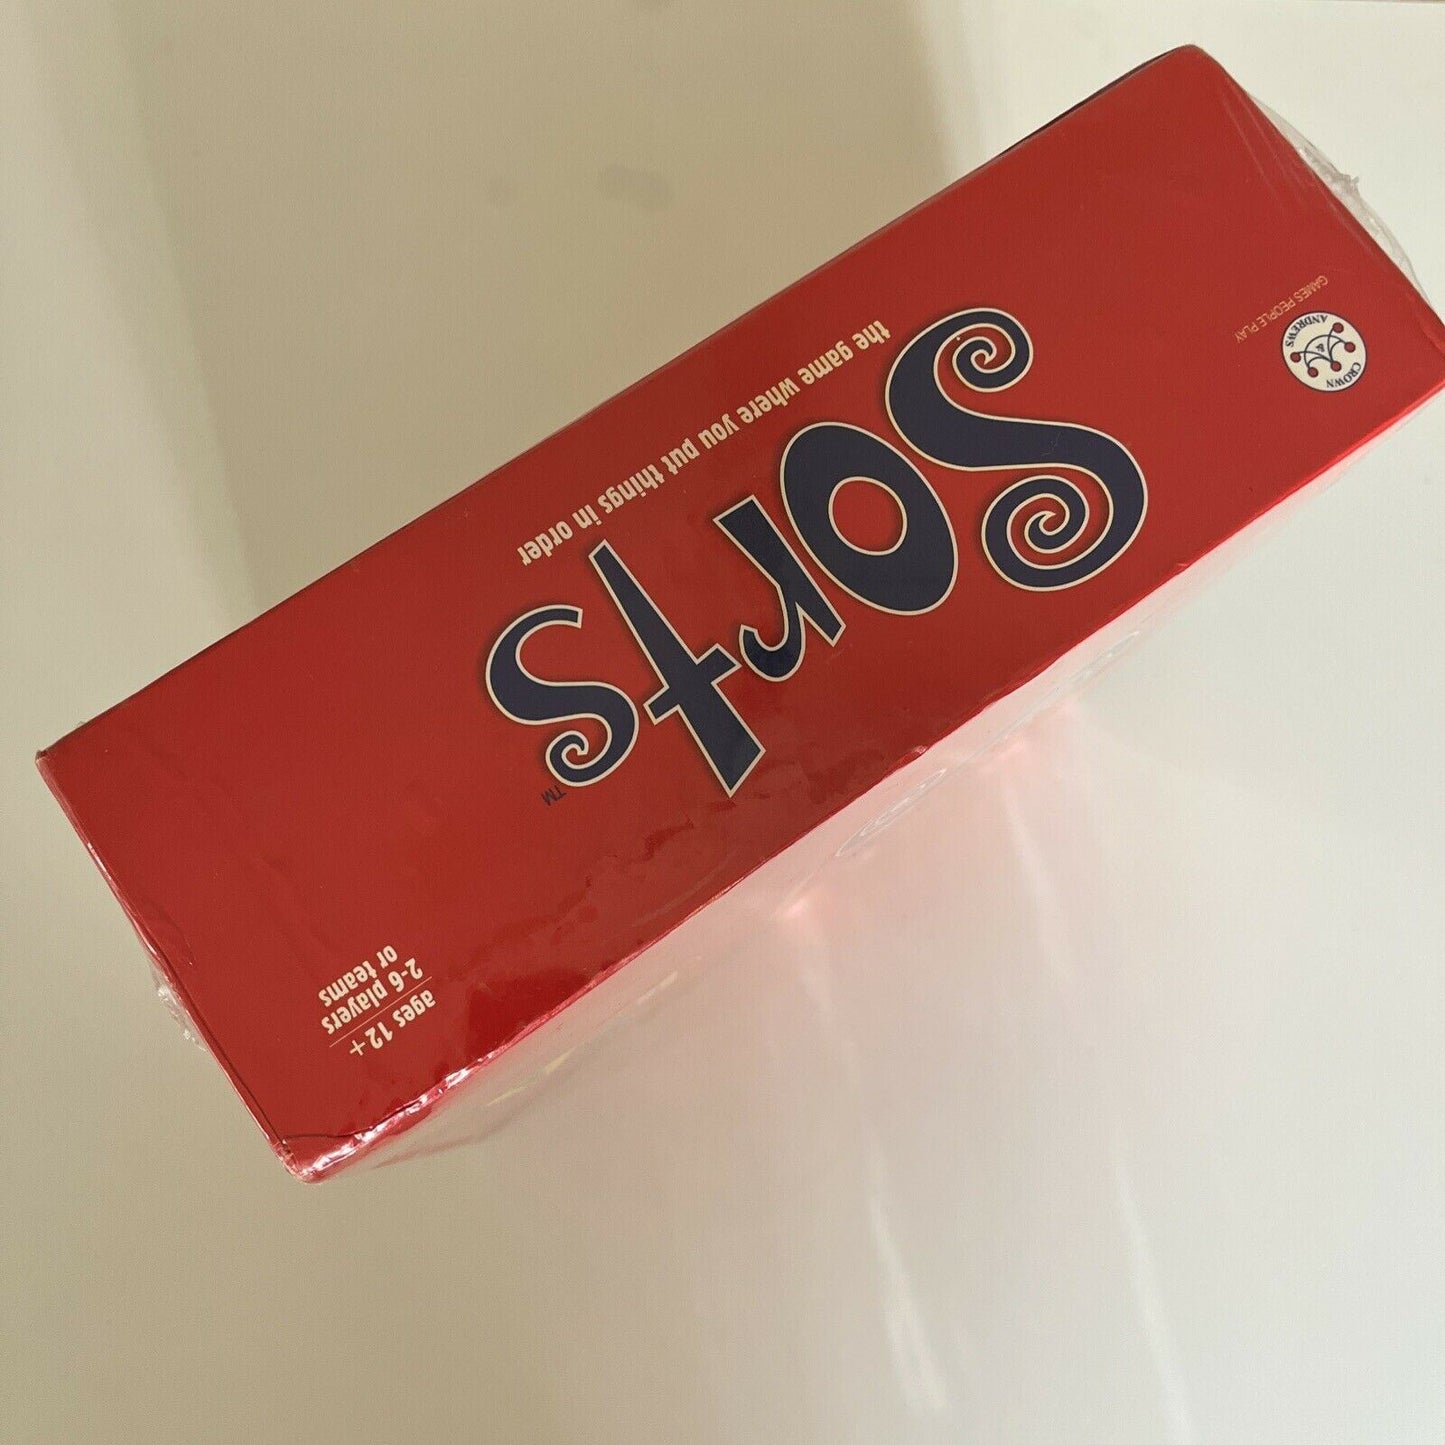 CROWN
&
ANDREWS
GAMES PEOPLE PLAY
Sorts™
the game where you put things in order
ages 12+
2-6 players
or teams